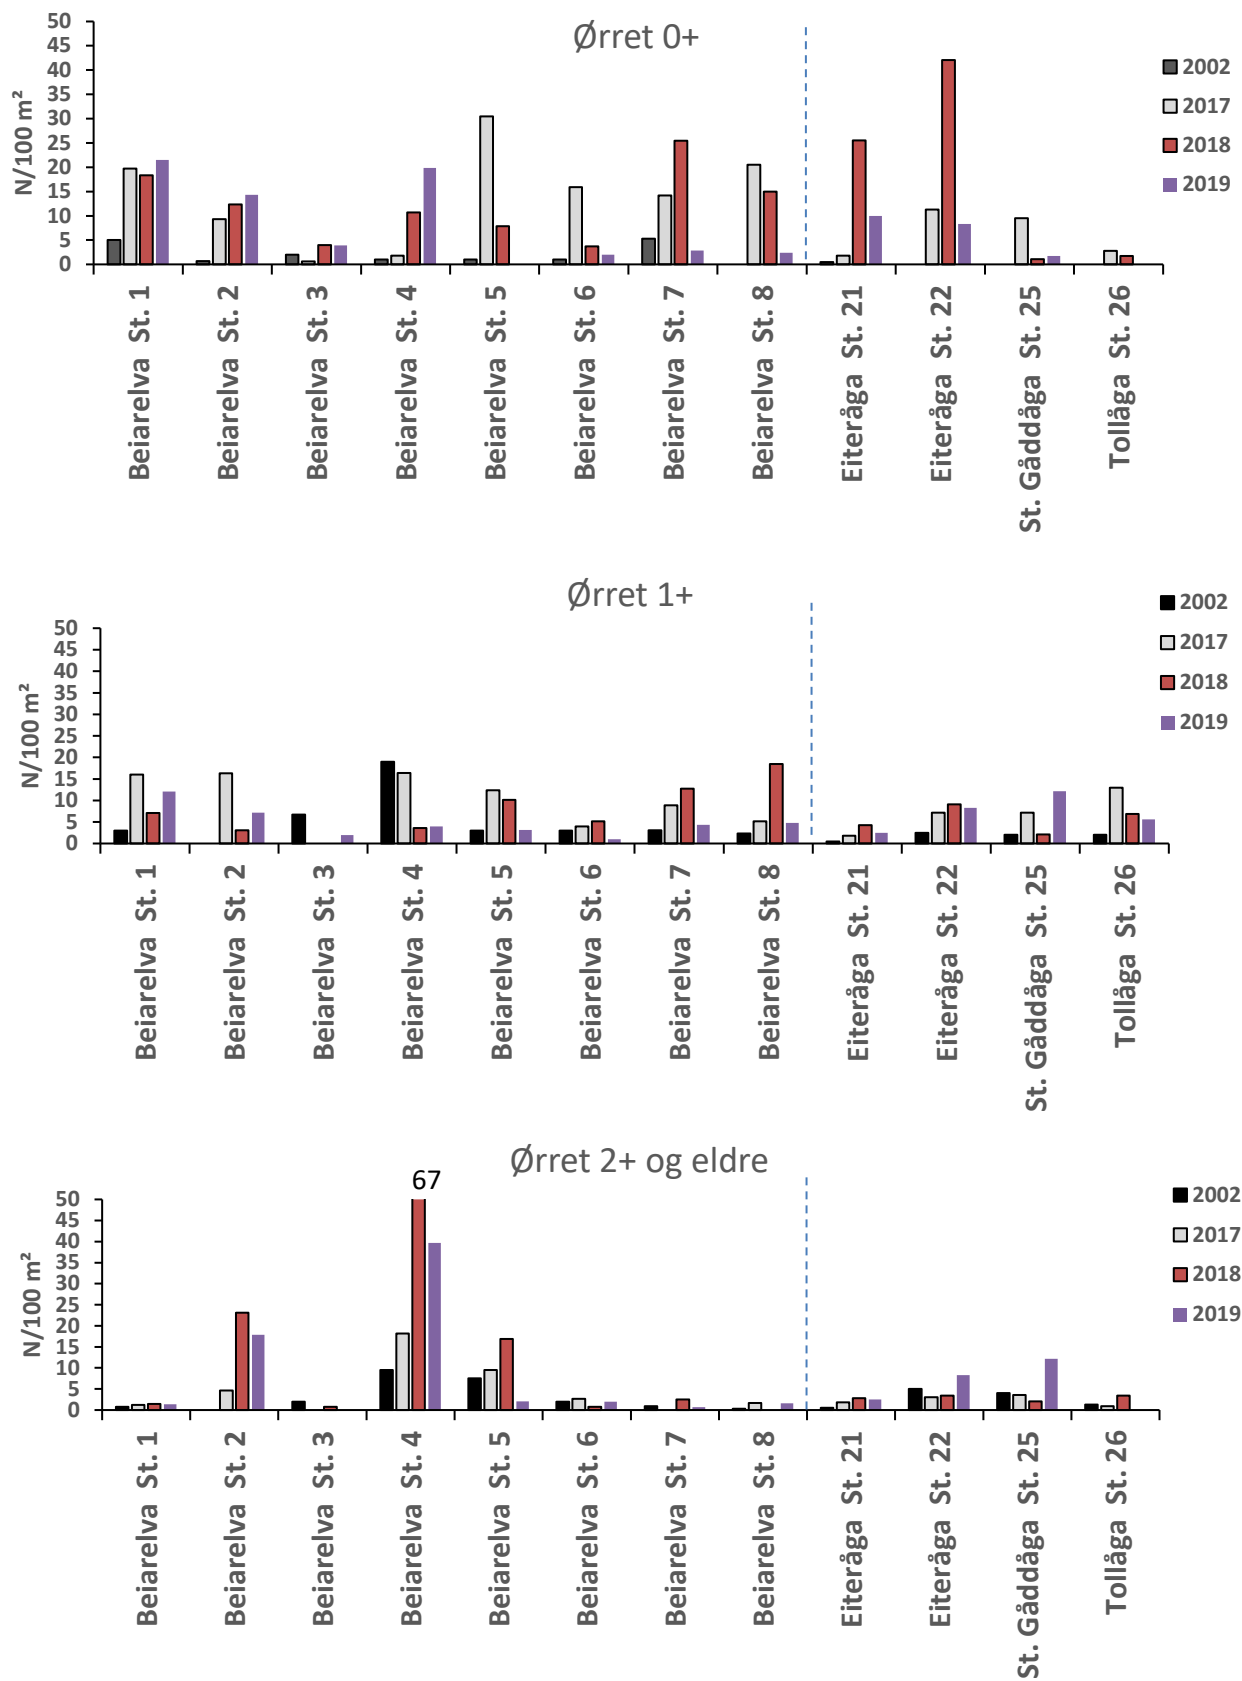 Ørret 0+
N/100 m²
50
45
40
35
30
25
20
15
10
5
0
2002
2017
2018
2019
Beiarelva St. 1
Beiarelva St. 2
Beiarelva St. 3
Beiarelva St. 4
Beiarelva St. 5
Beiarelva St. 6
Beiarelva St. 7
Beiarelva St. 8
Eiteråga St. 21
Eiteråga St. 22
St. Gåddåga St. 25
Tollåga St. 26
Ørret 1+
N/100 m²
50
45
40
35
30
25
20
15
10
5
0
2002
2017
2018
2019
Beiarelva St. 1
Beiarelva St. 2
Beiarelva St. 3
Beiarelva St. 4
Beiarelva St. 5
Beiarelva St. 6
Beiarelva St. 7
Beiarelva St. 8
Eiteråga St. 21
Eiteråga St. 22
St. Gåddåga St. 25
Tollåga St. 26
Ørret 2+ og eldre
67
N/100 m²
50
45
40
35
30
25
20
15
10
5
0
2002
2017
2018
2019
Beiarelva St. 1
Beiarelva St. 2
Beiarelva St. 3
Beiarelva St. 4
Beiarelva St. 5
Beiarelva St. 6
Beiarelva St. 7
Beiarelva St. 8
Eiteråga St. 21
Eiteråga St. 22
St. Gåddåga St. 25
Tollåga St. 26